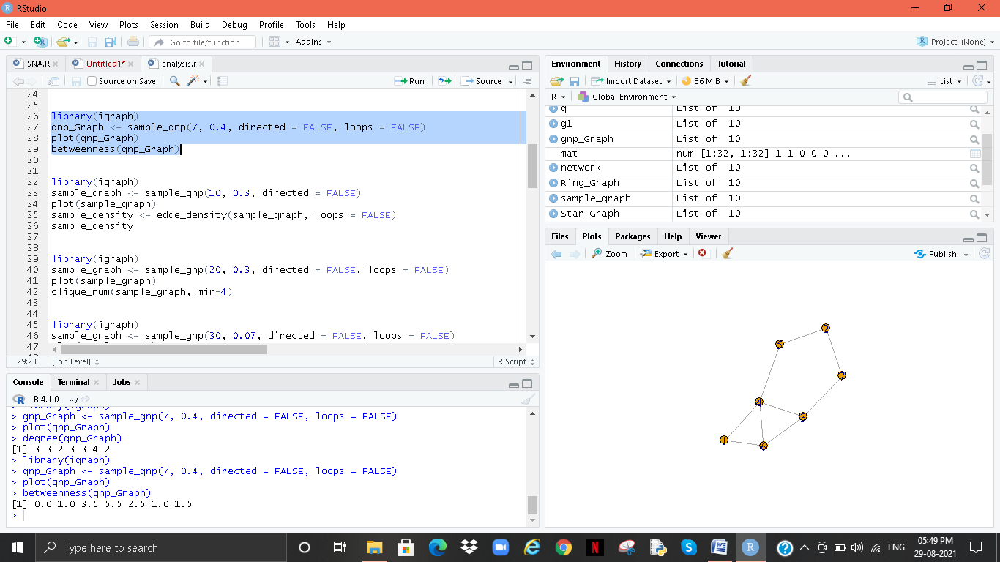 RStudio
File Edit Code View Plots Session Build Debug Profile Tools Help
Go to file/function Addins Project: (None)
SNA.R Untitled1* analysis.r
Source on Save Run Source
24
25
26 library(igraph)
27 gnp_Graph <- sample_gnp(7, 0.4, directed = FALSE, loops = FALSE)
28 plot(gnp_Graph)
29 betweenness(gnp_Graph)
30
31
32 library(igraph)
33 sample_graph <- sample_gnp(10, 0.3, directed = FALSE)
34 plot(sample_graph)
35 sample_density <- edge_density(sample_graph, loops = FALSE)
36 sample_density
37
38
39 library(igraph)
40 sample_graph <- sample_gnp(20, 0.3, directed = FALSE, loops = FALSE)
41 plot(sample_graph)
42 clique_num(sample_graph, min=4)
43
44
45 library(igraph)
46 sample_graph <- sample_gnp(30, 0.07, directed = FALSE, loops = FALSE)
47
29:23 (Top Level) R Script
Console Terminal Jobs
R 4.1.0 · ~/
> library(igraph)
> gnp_Graph <- sample_gnp(7, 0.4, directed = FALSE, loops = FALSE)
> plot(gnp_Graph)
> degree(gnp_Graph)
[1] 3 3 2 3 3 4 2
> library(igraph)
> gnp_Graph <- sample_gnp(7, 0.4, directed = FALSE, loops = FALSE)
> plot(gnp_Graph)
> betweenness(gnp_Graph)
[1] 0.0 1.0 3.5 5.5 2.5 1.0 1.5
>
Environment History Connections Tutorial
Import Dataset 86 MiB List
R Global Environment
g List of 10
g1 List of 10
gnp_Graph List of 10
mat num [1:32, 1:32] 1 1 0 0 0 ...
network List of 10
Ring_Graph List of 10
sample_graph List of 10
Star_Graph List of 10
Files Plots Packages Help Viewer
Zoom Export Publish
2
5
7
4
3
1
6
Type here to search
ENG
05:49 PM
29-08-2021